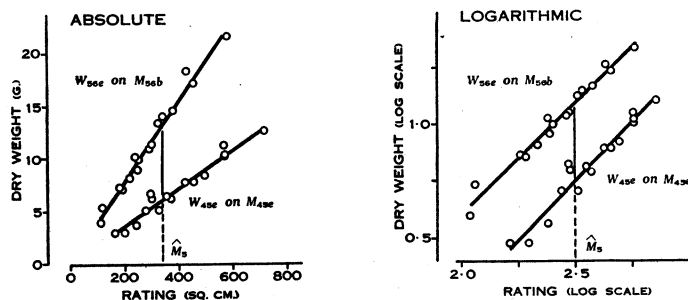 ABSOLUTE
DRY WEIGHT (G.)
20
15
10
5
0
W56e on M56b
W45e on M49e
M̂5
0 200 400 600 800
RATING (SQ. CM.)
LOGARITHMIC
DRY WEIGHT (LOG SCALE)
1·0
0·5
W56e on M56b
W45e on M49e
M̂5
2·0 2·5
RATING (LOG SCALE)